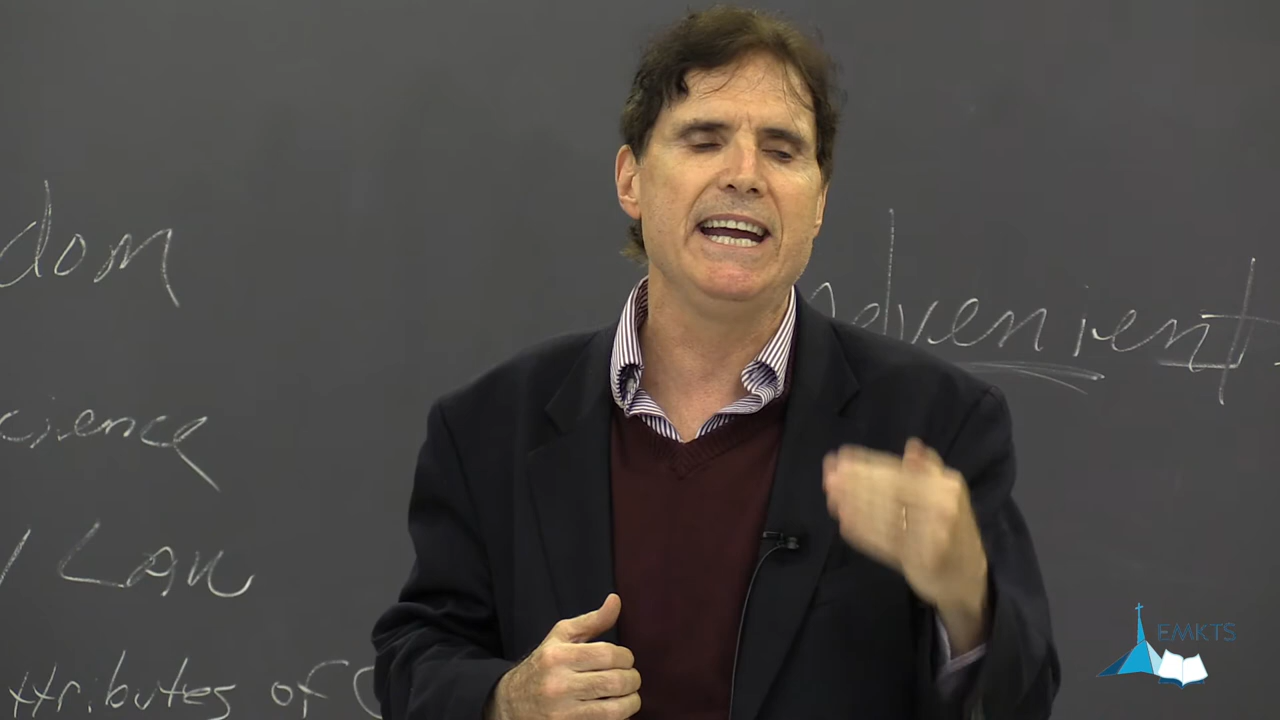 dom
cience
/ Law
ttributes of
advenient
EMKTS